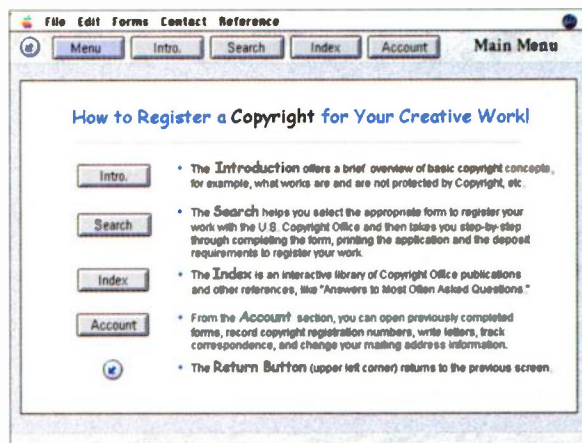 File Edit Forms Contact Reference
Menu Intro. Search Index Account Main Menu
How to Register a Copyright for Your Creative Work!
Intro.
• The Introduction offers a brief overview of basic copyright concepts,
for example, what works are and are not protected by Copyright, etc.
Search
• The Search helps you select the appropriate form to register your
work with the U.S. Copyright Office and then takes you step-by-step
through completing the form, printing the application and the deposit
requirements to register your work.
Index
• The Index is an interactive library of Copyright Office publications
and other references, like "Answers to Most Often Asked Questions."
Account
• From the Account section, you can open previously completed
forms, record copyright registration numbers, write letters, track
correspondence, and change your mailing address information.
• The Return Button (upper left corner) returns to the previous screen.